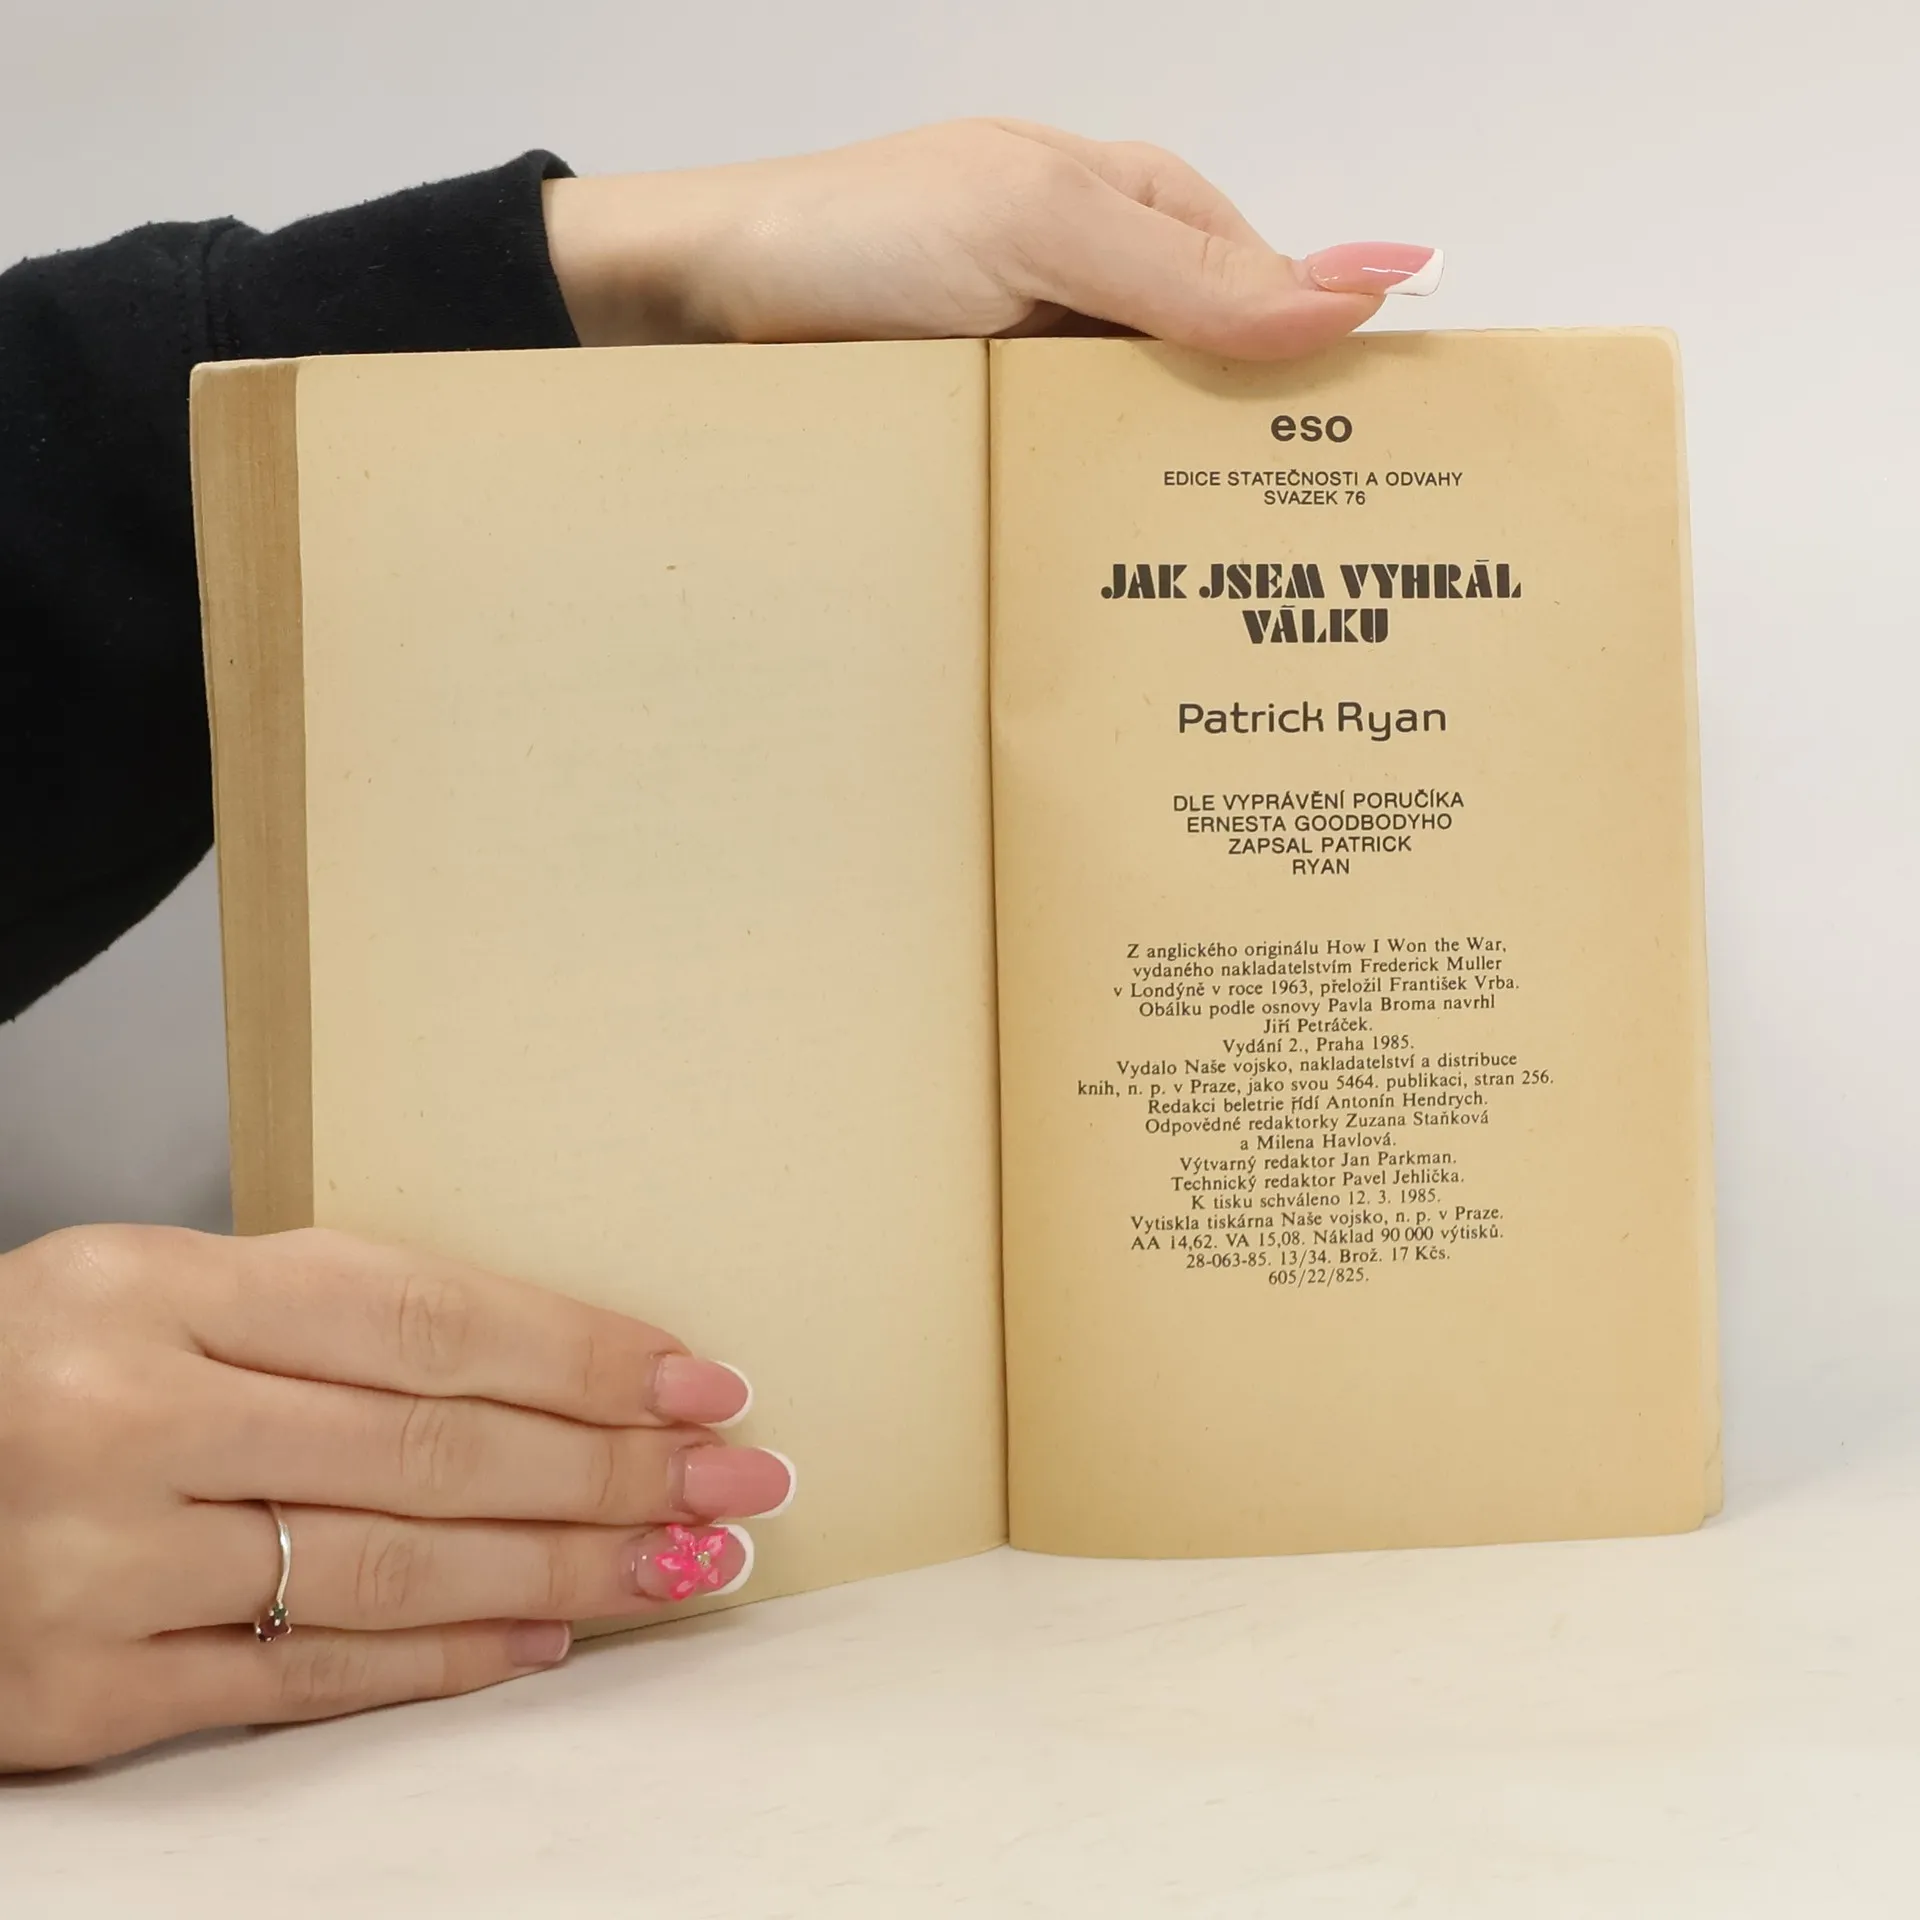 eso
EDICE STATEČNOSTI A ODVAHY
SVAZEK 76
JAK JSEM VYHRÁL
VÁLKU
Patrick Ryan
DLE VYPRÁVĚNÍ PORUČÍKA
ERNESTA GOODBODYHO
ZAPSAL PATRICK
RYAN
Z anglického originálu How I Won the War,
vydaného nakladatelstvím Frederick Muller
v Londýně v roce 1963, přeložil František Vrba.
Obálku podle osnovy Pavla Broma navrhl
Jiří Petráček.
Vydání 2., Praha 1985.
Vydalo Naše vojsko, nakladatelství a distribuce
knih, n. p. v Praze, jako svou 5464. publikaci, stran 256.
Redakci beletrie řídí Antonín Hendrych.
Odpovědné redaktorky Zuzana Staňková
a Milena Havlová.
Výtvarný redaktor Jan Parkman.
Technický redaktor Pavel Jehlička.
K tisku schváleno 12. 3. 1985.
Vytiskla tiskárna Naše vojsko, n. p. v Praze.
AA 14,62. VA 15,08. Náklad 90 000 výtisků.
28-063-85. 13/34. Brož. 17 Kčs.
605/22/825.